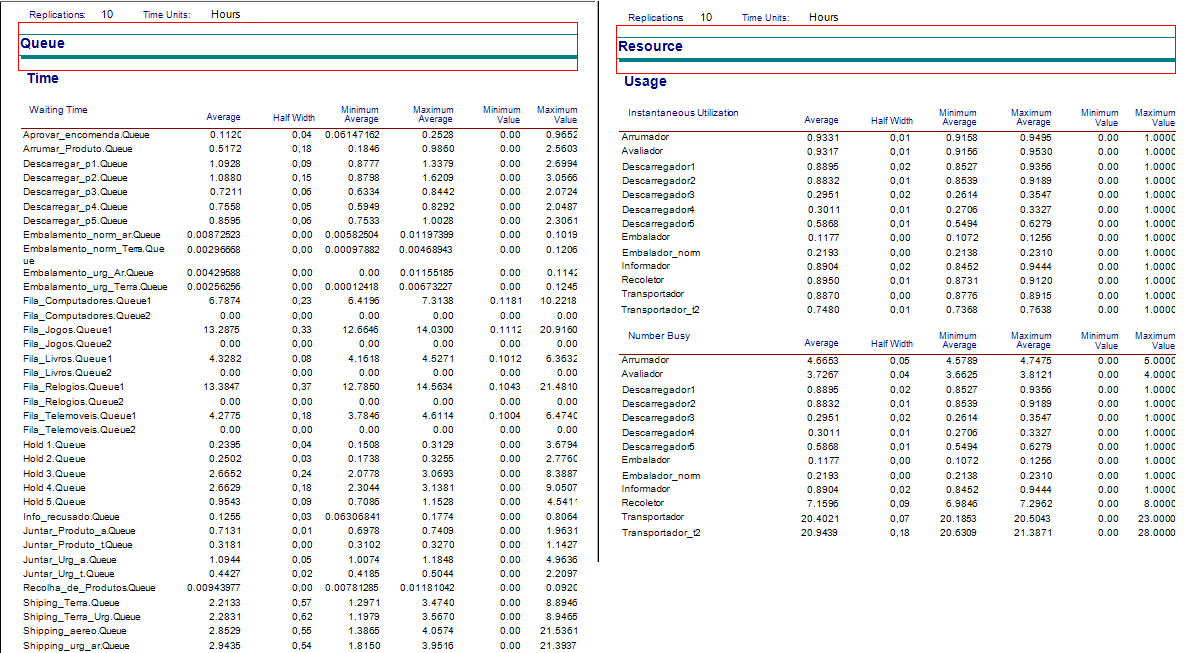 Replications: 10 Time Units: Hours
Queue
Time
Waiting Time Average Half Width Minimum Average Maximum Average Minimum Value Maximum Value
Aprovar_encomenda.Queue 0.1120 0,04 0.06147162 0.2528 0.00 0.9652
Arrumar_Produto.Queue 0.5172 0,18 0.1846 0.9860 0.00 2.5603
Descarregar_p1.Queue 1.0928 0,09 0.8777 1.3379 0.00 2.6994
Descarregar_p2.Queue 1.0880 0,15 0.8798 1.6209 0.00 3.0566
Descarregar_p3.Queue 0.7211 0,06 0.6334 0.8442 0.00 2.0724
Descarregar_p4.Queue 0.7558 0,05 0.5949 0.8292 0.00 2.0487
Descarregar_p5.Queue 0.8595 0,06 0.7533 1.0028 0.00 2.3061
Embalamento_norm_ar.Queue 0.00872523 0,00 0.00582504 0.01197399 0.00 0.1019
Embalamento_norm_Terra.Que 0.00296668 0,00 0.00097882 0.00468943 0.00 0.1206
ue
Embalamento_urg_Ar.Queue 0.00429588 0,00 0.00 0.01155185 0.00 0.1142
Embalamento_urg_Terra.Queue 0.00256256 0,00 0.00012418 0.00673227 0.00 0.1245
Fila_Computadores.Queue1 6.7874 0,23 6.4196 7.3138 0.1181 10.2218
Fila_Computadores.Queue2 0.00 0,00 0.00 0.00 0.00 0.00
Fila_Jogos.Queue1 13.2875 0,33 12.6646 14.0300 0.1112 20.9160
Fila_Jogos.Queue2 0.00 0,00 0.00 0.00 0.00 0.00
Fila_Livros.Queue1 4.3282 0,08 4.1618 4.5271 0.1012 6.3632
Fila_Livros.Queue2 0.00 0,00 0.00 0.00 0.00 0.00
Fila_Relogios.Queue1 13.3847 0,37 12.7850 14.5634 0.1043 21.4810
Fila_Relogios.Queue2 0.00 0,00 0.00 0.00 0.00 0.00
Fila_Telemoveis.Queue1 4.2775 0,18 3.7846 4.6114 0.1004 6.4740
Fila_Telemoveis.Queue2 0.00 0,00 0.00 0.00 0.00 0.00
Hold 1.Queue 0.2395 0,04 0.1508 0.3129 0.00 3.6794
Hold 2.Queue 0.2502 0,03 0.1738 0.3255 0.00 2.7760
Hold 3.Queue 2.6652 0,24 2.0778 3.0693 0.00 8.3887
Hold 4.Queue 2.6629 0,18 2.3044 3.1381 0.00 9.0507
Hold 5.Queue 0.9543 0,09 0.7086 1.1528 0.00 4.5411
Info_recusado.Queue 0.1255 0,03 0.06306841 0.1774 0.00 0.8064
Juntar_Produto_a.Queue 0.7131 0,01 0.6978 0.7409 0.00 1.9631
Juntar_Produto_t.Queue 0.3181 0,00 0.3102 0.3270 0.00 1.1427
Juntar_Urg_a.Queue 1.0944 0,05 1.0074 1.1848 0.00 4.9636
Juntar_Urg_t.Queue 0.4427 0,02 0.4185 0.5044 0.00 2.2097
Recolha_de_Produtos.Queue 0.00943977 0,00 0.00781285 0.01181042 0.00 0.0920
Shiping_Terra.Queue 2.2133 0,57 1.2971 3.4740 0.00 8.8946
Shiping_Terra_Urg.Queue 2.2831 0,62 1.1979 3.5670 0.00 8.9465
Shipping_aereo.Queue 2.8529 0,55 1.3865 4.0574 0.00 21.5361
Shipping_urg_ar.Queue 2.9435 0,54 1.8150 3.9516 0.00 21.3937
Replications 10 Time Units: Hours
Resource
Usage
Instantaneous Utilization Average Half Width Minimum Average Maximum Average Minimum Value Maximum Value
Arrumador 0.9331 0,01 0.9158 0.9495 0.00 1.0000
Avaliador 0.9317 0,01 0.9156 0.9530 0.00 1.0000
Descarregador1 0.8895 0,02 0.8527 0.9356 0.00 1.0000
Descarregador2 0.8832 0,01 0.8539 0.9189 0.00 1.0000
Descarregador3 0.2951 0,02 0.2614 0.3547 0.00 1.0000
Descarregador4 0.3011 0,01 0.2706 0.3327 0.00 1.0000
Descarregador5 0.5868 0,01 0.5494 0.6279 0.00 1.0000
Embalador 0.1177 0,00 0.1072 0.1256 0.00 1.0000
Embalador_norm 0.2193 0,00 0.2138 0.2310 0.00 1.0000
Informador 0.8904 0,02 0.8452 0.9444 0.00 1.0000
Recoletor 0.8950 0,01 0.8731 0.9120 0.00 1.0000
Transportador 0.8870 0,00 0.8776 0.8915 0.00 1.0000
Transportador_t2 0.7480 0,01 0.7368 0.7638 0.00 1.0000
Number Busy Average Half Width Minimum Average Maximum Average Minimum Value Maximum Value
Arrumador 4.6653 0,05 4.5789 4.7475 0.00 5.0000
Avaliador 3.7267 0,04 3.6625 3.8121 0.00 4.0000
Descarregador1 0.8895 0,02 0.8527 0.9356 0.00 1.0000
Descarregador2 0.8832 0,01 0.8539 0.9189 0.00 1.0000
Descarregador3 0.2951 0,02 0.2614 0.3547 0.00 1.0000
Descarregador4 0.3011 0,01 0.2706 0.3327 0.00 1.0000
Descarregador5 0.5868 0,01 0.5494 0.6279 0.00 1.0000
Embalador 0.1177 0,00 0.1072 0.1256 0.00 1.0000
Embalador_norm 0.2193 0,00 0.2138 0.2310 0.00 1.0000
Informador 0.8904 0,02 0.8452 0.9444 0.00 1.0000
Recoletor 7.1596 0,09 6.9846 7.2962 0.00 8.0000
Transportador 20.4021 0,07 20.1853 20.5043 0.00 23.0000
Transportador_t2 20.9439 0,18 20.6309 21.3871 0.00 28.0000